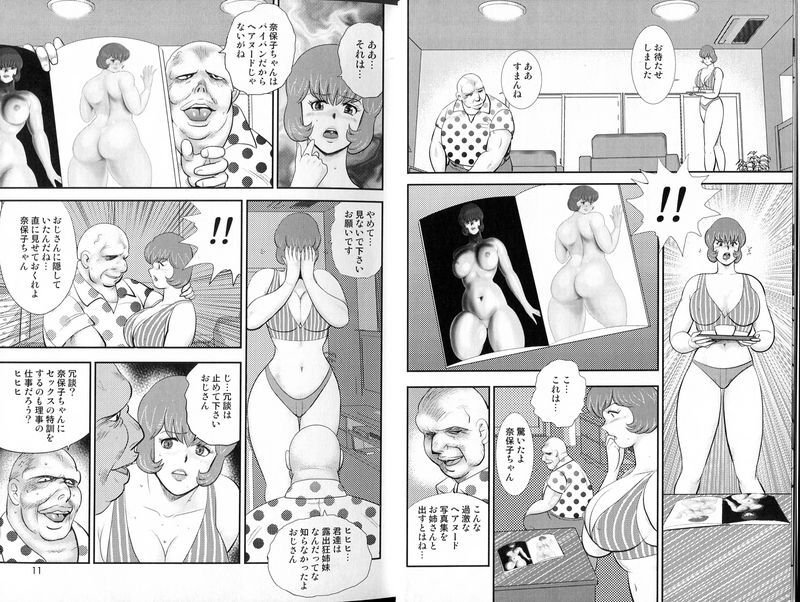 お待たせ
しました
ああ
すまんね
!!
こ…
これは…
驚いたよ
奈保子ちゃん
こんな
過激な
ヘアヌード
写真集を
お姉さんと
出すとはね…
ああ…
それは…
奈保子ちゃんは
パイパンだから
ヘアヌードじゃ
ないがね
やめて…
見ないで下さい
お願いです
!!
おじさんに隠して
いたんだね…
直に見せておくれよ
奈保子ちゃん
ヒヒヒ…
君達は
露出狂姉妹
なんだってな
知らなかったよ
おじさん
じ…冗談は
止めて下さい
おじさん
冗談?
奈保子ちゃんに
セックスの特訓を
するのも理事の
仕事だろう?
ヒヒヒ
11